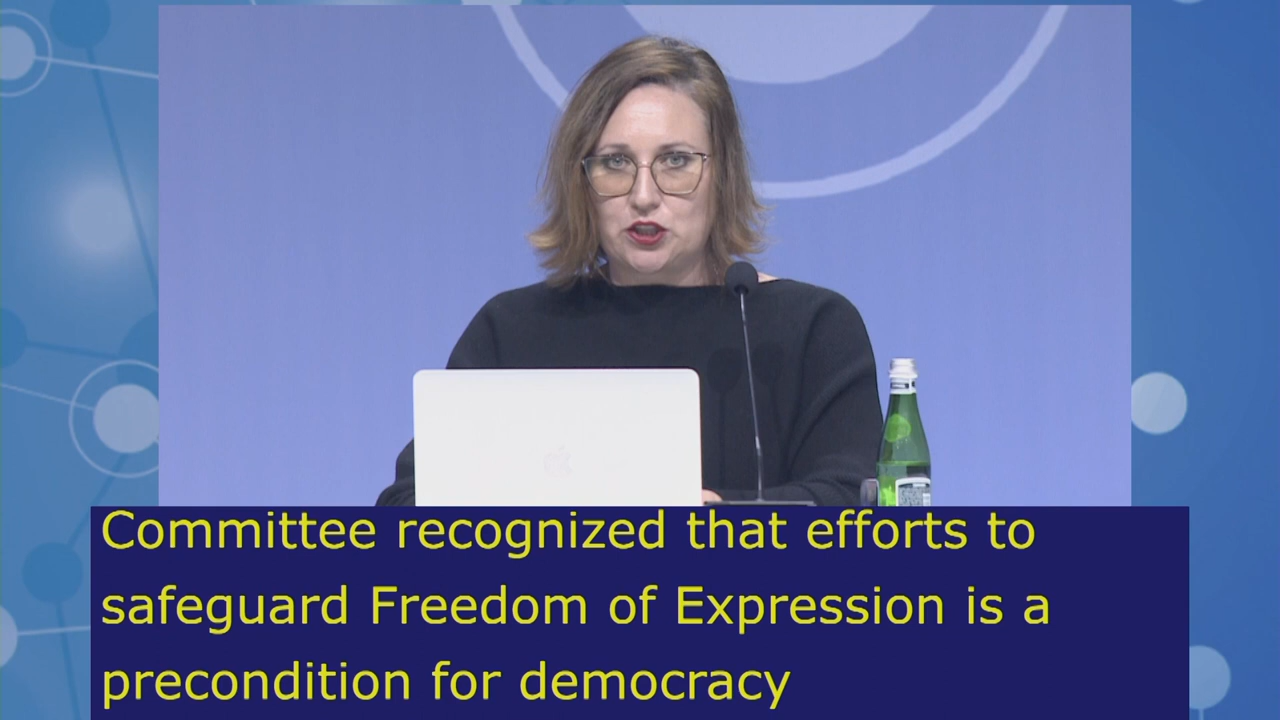 Committee recognized that efforts to
safeguard Freedom of Expression is a
precondition for democracy